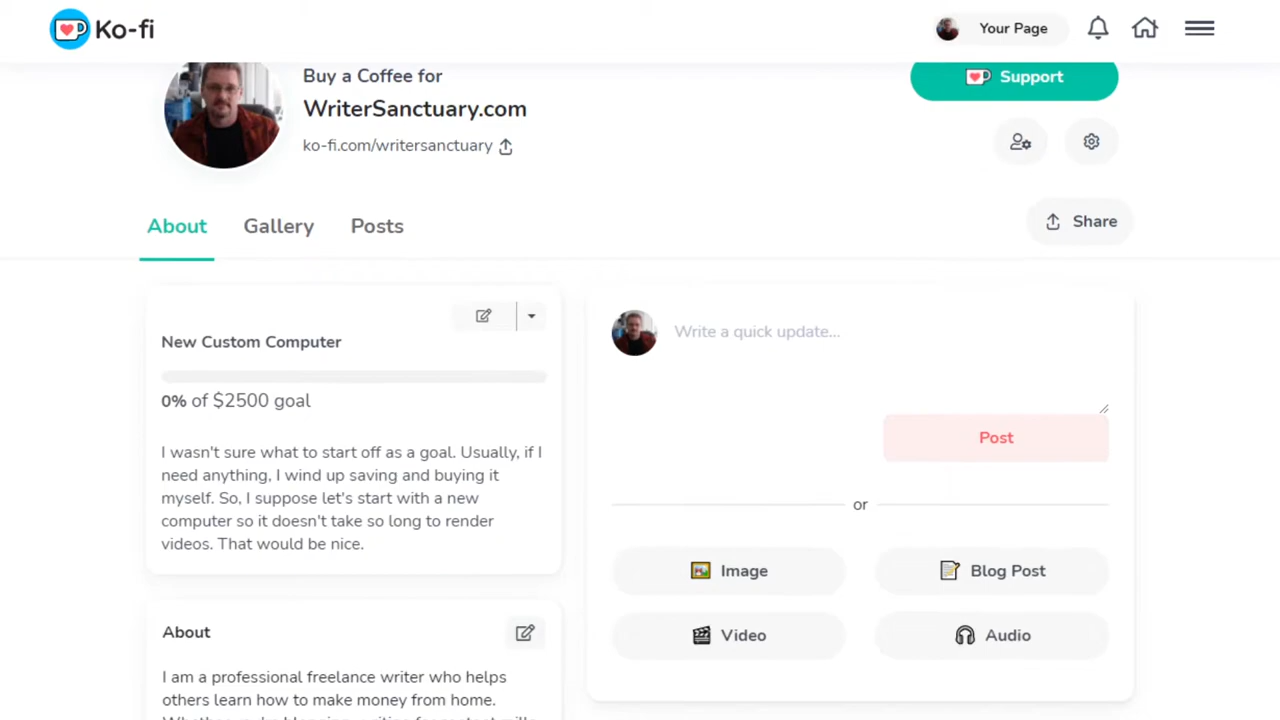 Ko-fi
Your Page
Buy a Coffee for
WriterSanctuary.com
ko-fi.com/writersanctuary
Support
About
Gallery
Posts
Share
New Custom Computer
0% of $2500 goal
I wasn't sure what to start off as a goal. Usually, if I
need anything, I wind up saving and buying it
myself. So, I suppose let's start with a new
computer so it doesn't take so long to render
videos. That would be nice.
About
I am a professional freelance writer who helps
others learn how to make money from home.
Write a quick update...
Post
or
Image
Blog Post
Video
Audio